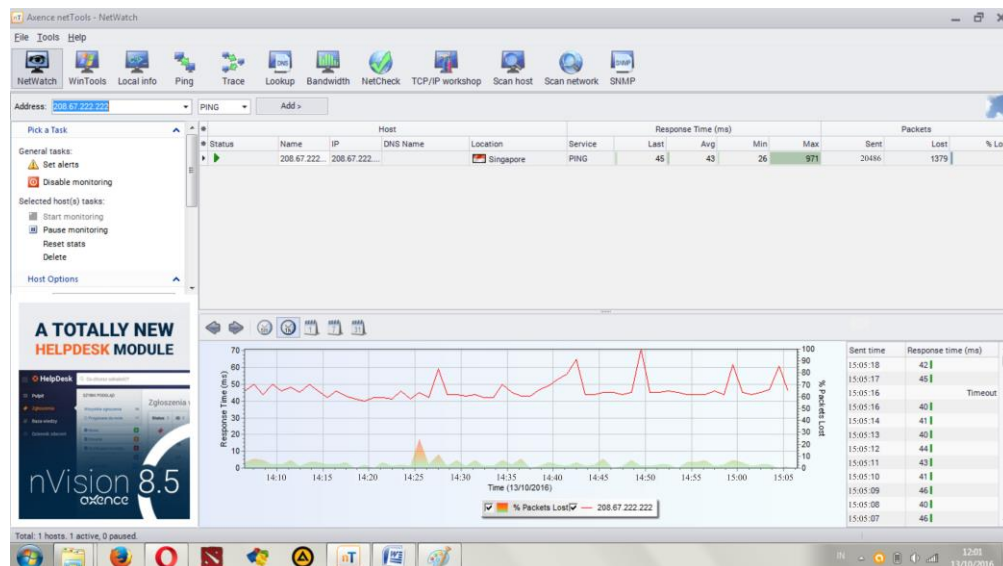 Axence netTools - NetWatch
File Tools Help
NetWatch WinTools Local info Ping Trace Lookup Bandwidth NetCheck TCP/IP workshop Scan host Scan network SNMP
Address: 208.67.222.222 PING Add >
Pick a Task
General tasks:
Set alerts
Disable monitoring
Selected host(s) tasks:
Start monitoring
Pause monitoring
Reset stats
Delete
Host Options
Host Response Time (ms) Packets
Status Name IP DNS Name Location Service Last Avg Min Max Sent Lost % Lo
208.67.222... 208.67.222... Singapore PING 45 43 26 971 20486 1379
A TOTALLY NEW
HELPDESK MODULE
HelpDesk
Zgłoszenia
nVision 8.5
axence
Response Time (ms)
70
60
50
40
30
20
10
0
100
90
80
70
60
50
40
30
20
10
0
% Packets Lost
14:10 14:15 14:20 14:25 14:30 14:35 14:40 14:45 14:50 14:55 15:00 15:05
Time (13/10/2016)
% Packets Lost 208.67.222.222
Sent time Response time (ms)
15:05:18 42
15:05:17 45
15:05:16 Timeout
15:05:16 40
15:05:14 41
15:05:13 40
15:05:12 44
15:05:11 43
15:05:10 41
15:05:09 46
15:05:08 40
15:05:07 46
Total: 1 hosts. 1 active, 0 paused.
nT
IN
12:01
13/10/2016